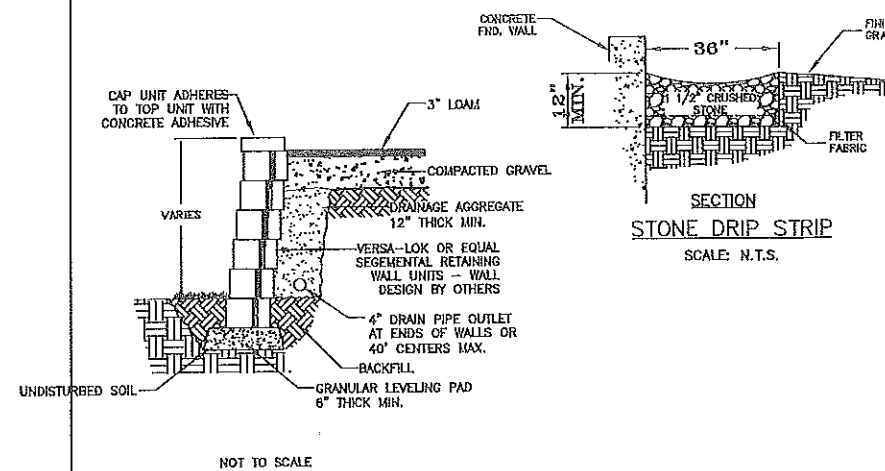 CAP UNIT ADHERES
TO TOP UNIT WITH
CONCRETE ADHESIVE
3" LOAM
COMPACTED GRAVEL
DRAINAGE AGGREGATE
12" THICK MIN.
VARIES
VERSA-LOK OR EQUAL
SEGEMENTAL RETAINING
WALL UNITS – WALL
DESIGN BY OTHERS
4" DRAIN PIPE OUTLET
AT ENDS OF WALLS OR
40' CENTERS MAX.
BACKFILL
UNDISTURBED SOIL
GRANULAR LEVELING PAD
6" THICK MIN.
NOT TO SCALE
CONCRETE
FND. WALL
36"
12"
MIN.
1 1/2" CRUSHED
STONE
FILTER
FABRIC
SECTION
STONE DRIP STRIP
SCALE: N.T.S.